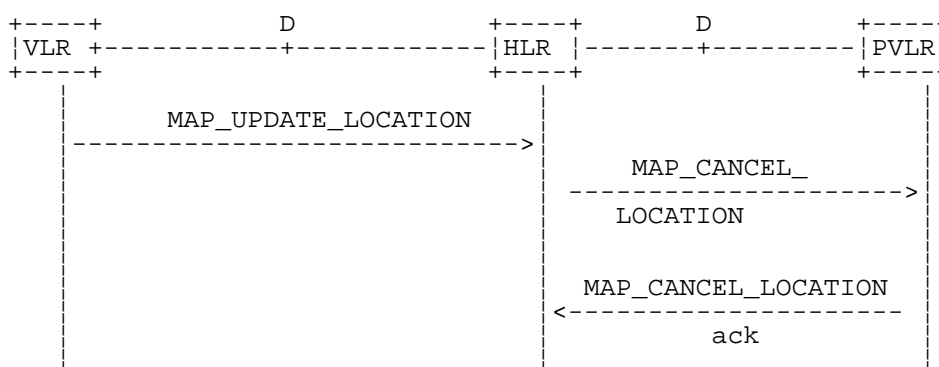 D D
VLR HLR PVLR
MAP_UPDATE_LOCATION
MAP_CANCEL_
LOCATION
MAP_CANCEL_LOCATION
ack